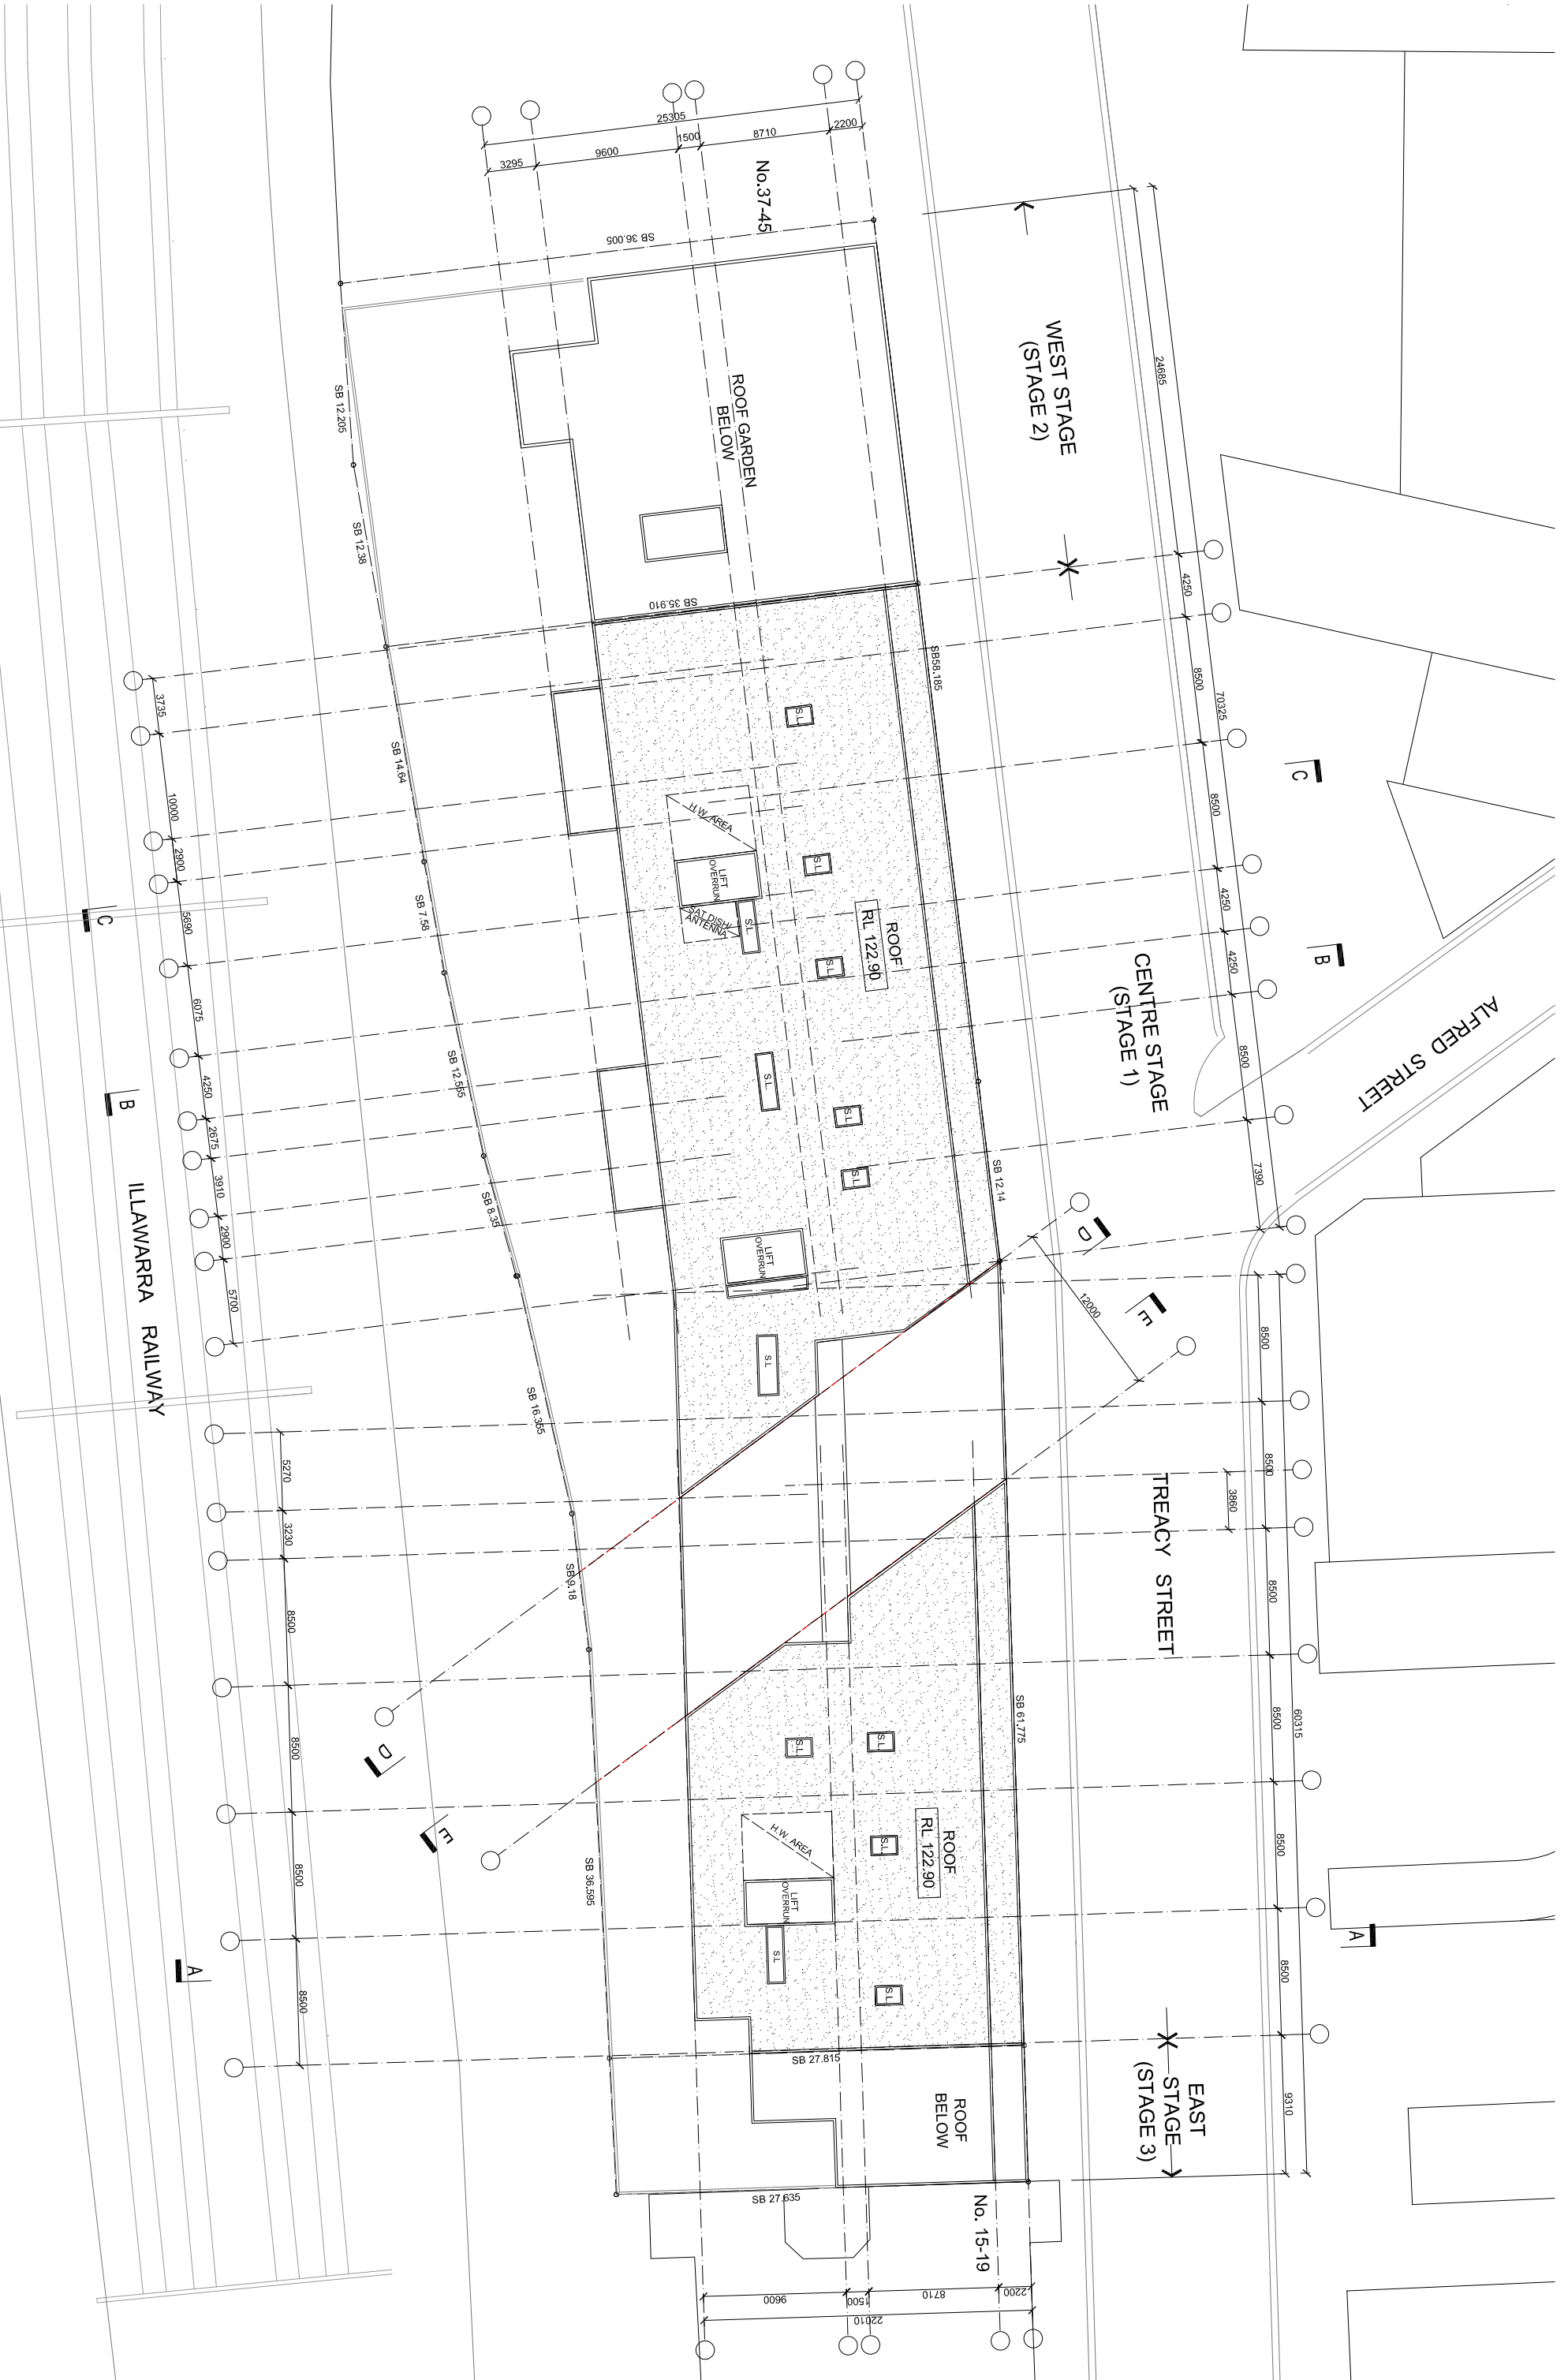 25305
3295
9600
1500
8710
2200
No.37-45
SB 36.005
WEST STAGE
(STAGE 2)
24685
70325
4250
8500
8500
4250
4250
8500
7390
ROOF GARDEN
BELOW
SB 12.205
SB 12.38
SB 35.910
SB58.185
SB 14.64
SB 7.58
SB 12.555
SB 8.35
SB 16.355
SB 9.18
SB 36.595
SB 12.14
SB 61.775
3735
10000
2900
5690
6075
4250
2675
3910
2900
5700
S.L
H.W. AREA
LIFT
OVERRUN
SAT DISH/
ANTENNA
S.L
S.L
S.L
ROOF
RL 122.90
S.L
S.L
S.L
LIFT
OVERRUN
S.L
CENTRE STAGE
(STAGE 1)
ALFRED STREET
C
B
C
B
ILLAWARRA RAILWAY
D
E
12000
TREACY STREET
8500
8500
3860
8500
8500
8500
8500
9310
60315
5270
3230
8500
8500
8500
8500
D
E
S.L
S.L
S.L
H.W. AREA
LIFT
OVERRUN
S.L
S.L
ROOF
RL 122.90
A
A
EAST
STAGE
(STAGE 3)
SB 27.815
ROOF
BELOW
SB 27.635
No. 15-19
9600
1500
8710
2200
22010